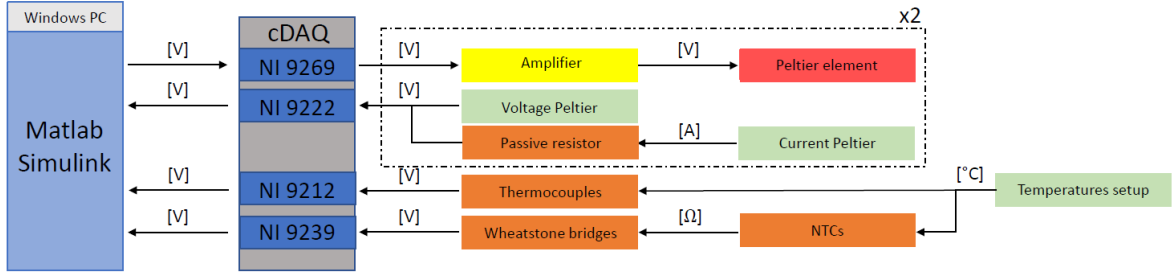 Windows PC
Matlab
Simulink
[V]
[V]
[V]
[V]
cDAQ
NI 9269
NI 9222
NI 9212
NI 9239
x2
[V]
Amplifier
[V]
Peltier element
[V]
Voltage Peltier
Passive resistor
[A]
Current Peltier
[V]
Thermocouples
[°C]
Temperatures setup
[V]
Wheatstone bridges
[Ω]
NTCs